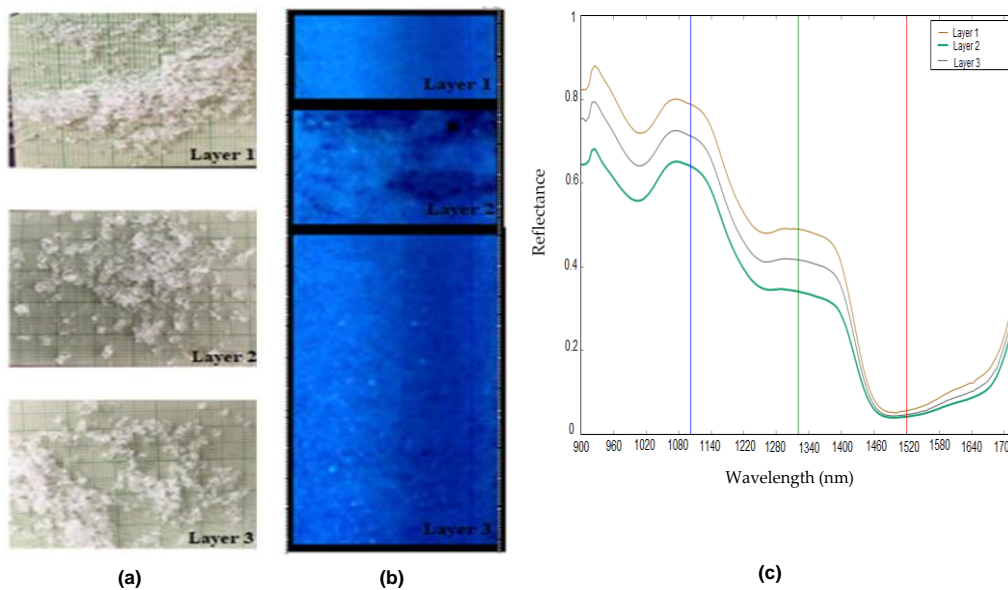 Layer 1
Layer 2
Layer 3
(a)
Layer 1
Layer 2
Layer 3
(b)
1
0.8
0.6
0.4
0.2
0
Reflectance
900 960 1020 1080 1140 1220 1280 1340 1400 1460 1520 1580 1640 170
Wavelength (nm)
Layer 1
Layer 2
Layer 3
(c)